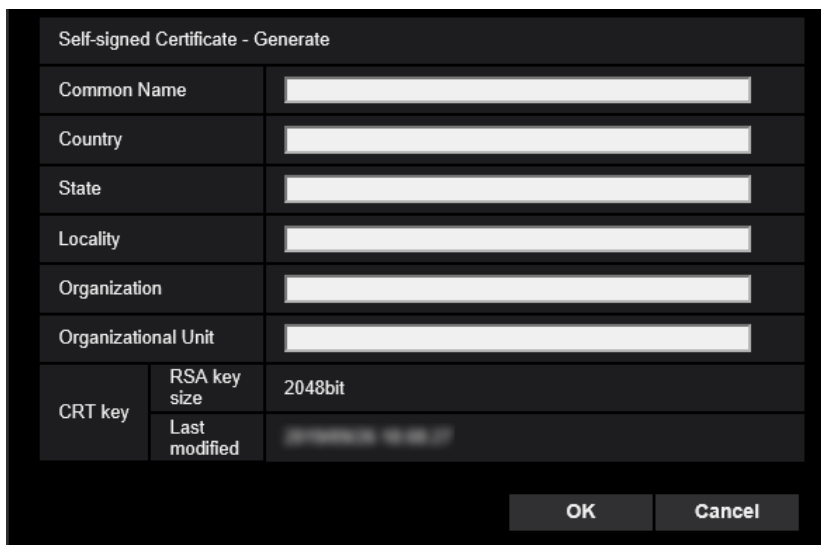 Self-signed Certificate - Generate
Common Name
Country
State
Locality
Organization
Organizational Unit
CRT key
RSA key
size
2048bit
Last
modified
OK
Cancel